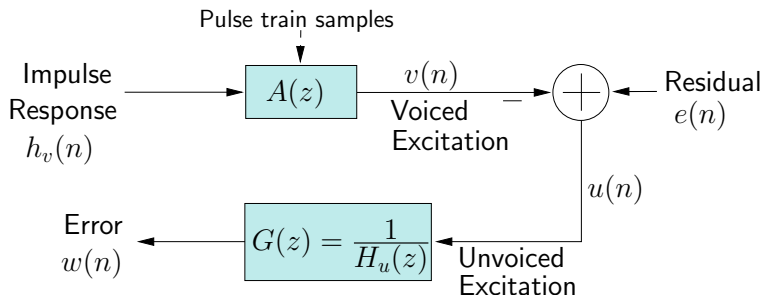 Pulse train samples
Impulse
Response
h_v(n)
A(z)
v(n)
Voiced
Excitation
−
+
Residual
e(n)
u(n)
Error
w(n)
G(z) = 1/H_u(z)
Unvoiced
Excitation